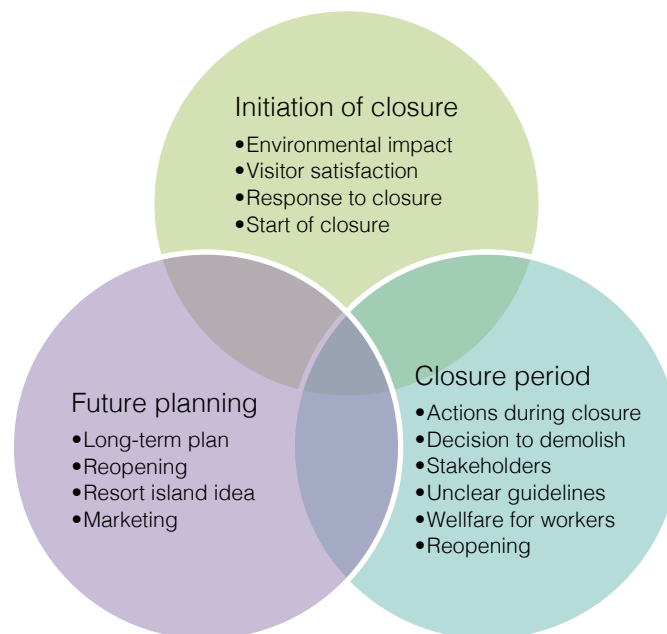 Initiation of closure
•Environmental impact
•Visitor satisfaction
•Response to closure
•Start of closure
Future planning
•Long-term plan
•Reopening
•Resort island idea
•Marketing
Closure period
•Actions during closure
•Decision to demolish
•Stakeholders
•Unclear guidelines
•Wellfare for workers
•Reopening